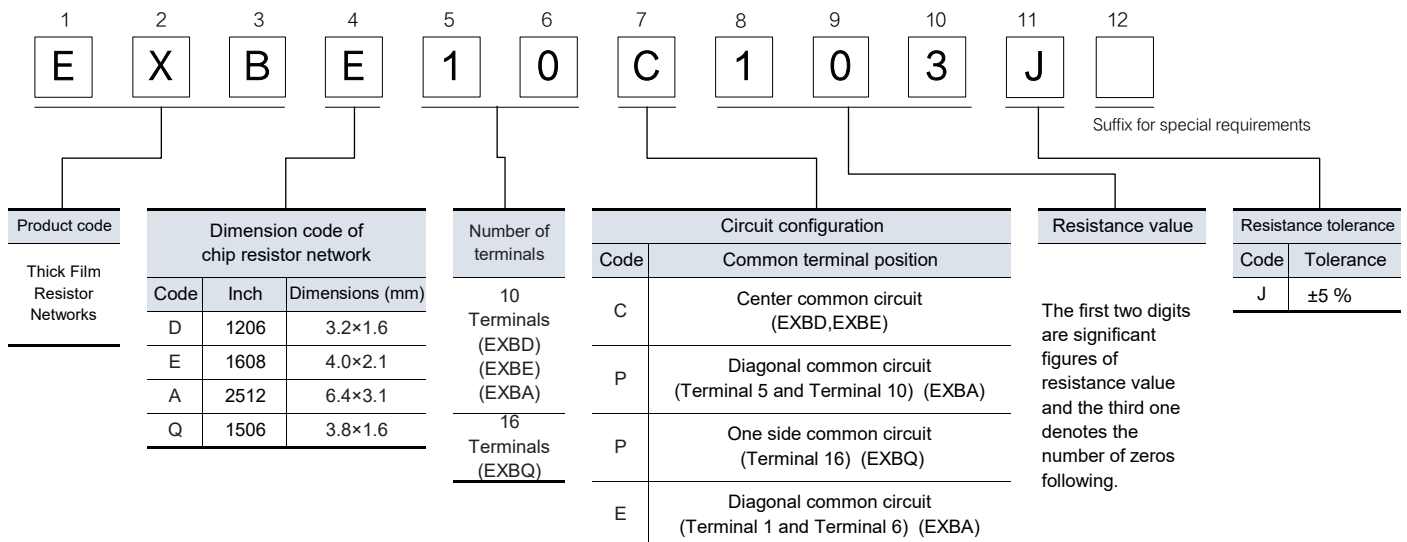 1 2 3 4 5 6 7 8 9 10 11 12
E X B E 1 0 C 1 0 3 J
Suffix for special requirements
Product code
Thick Film
Resistor
Networks
Dimension code of
chip resistor network
Code Inch Dimensions (mm)
D 1206 3.2×1.6
E 1608 4.0×2.1
A 2512 6.4×3.1
Q 1506 3.8×1.6
Number of
terminals
10
Terminals
(EXBD)
(EXBE)
(EXBA)
16
Terminals
(EXBQ)
Circuit configuration
Code Common terminal position
C Center common circuit
(EXBD,EXBE)
P Diagonal common circuit
(Terminal 5 and Terminal 10) (EXBA)
P One side common circuit
(Terminal 16) (EXBQ)
E Diagonal common circuit
(Terminal 1 and Terminal 6) (EXBA)
Resistance value
The first two digits
are significant
figures of
resistance value
and the third one
denotes the
number of zeros
following.
Resistance tolerance
Code Tolerance
J ±5 %